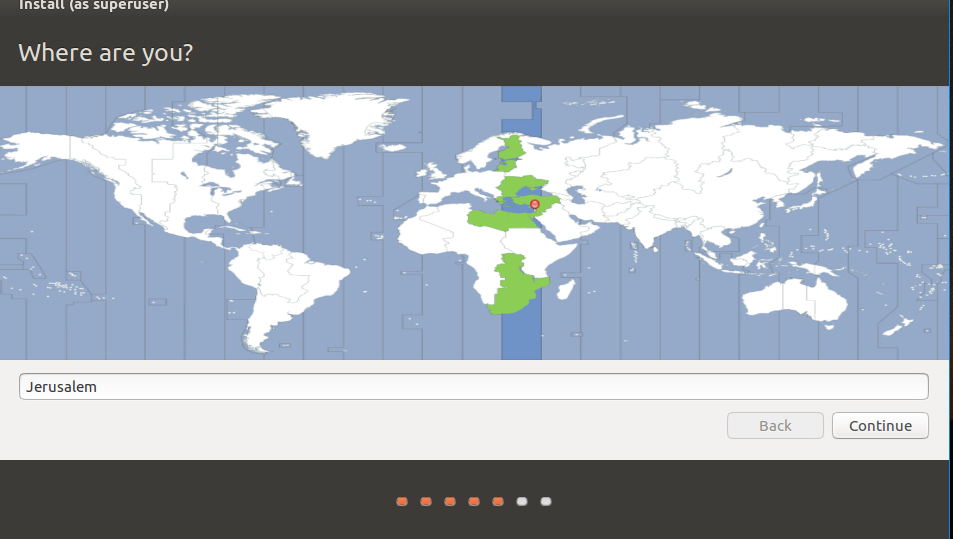 Install (as superuser)
Where are you?
Jerusalem
Back
Continue